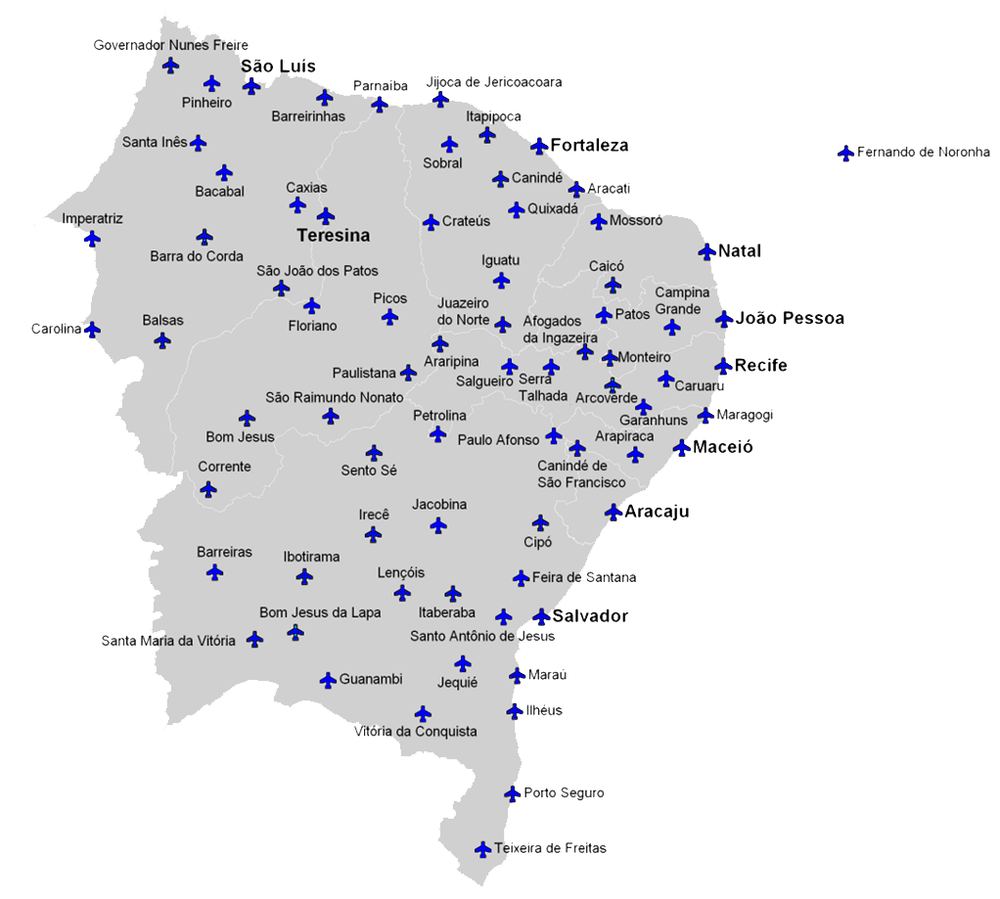 Governador Nunes Freire
São Luís
Pinheiro
Barreirinhas
Parnaíba
Jijoca de Jericoacoara
Itapipoca
Fortaleza
Fernando de Noronha
Santa Inês
Sobral
Bacabal
Caxias
Canindé
Aracati
Quixadá
Imperatriz
Teresina
Crateús
Mossoró
Barra do Corda
Natal
São João dos Patos
Iguatu
Caicó
Campina
Grande
Picos
Juazeiro
do Norte
Floriano
Patos
João Pessoa
Afogados
da Ingazeira
Carolina
Balsas
Araripina
Monteiro
Recife
Paulistana
Salgueiro
Serra
Talhada
Caruaru
São Raimundo Nonato
Arcoverde
Garanhuns
Maragogi
Bom Jesus
Petrolina
Paulo Afonso
Arapiraca
Maceió
Corrente
Sento Sé
Canindé de
São Francisco
Irecê
Jacobina
Aracaju
Cipó
Barreiras
Ibotirama
Lençóis
Feira de Santana
Itaberaba
Bom Jesus da Lapa
Salvador
Santa Maria da Vitória
Santo Antônio de Jesus
Guanambi
Jequié
Maraú
Ilhéus
Vitória da Conquista
Porto Seguro
Teixeira de Freitas